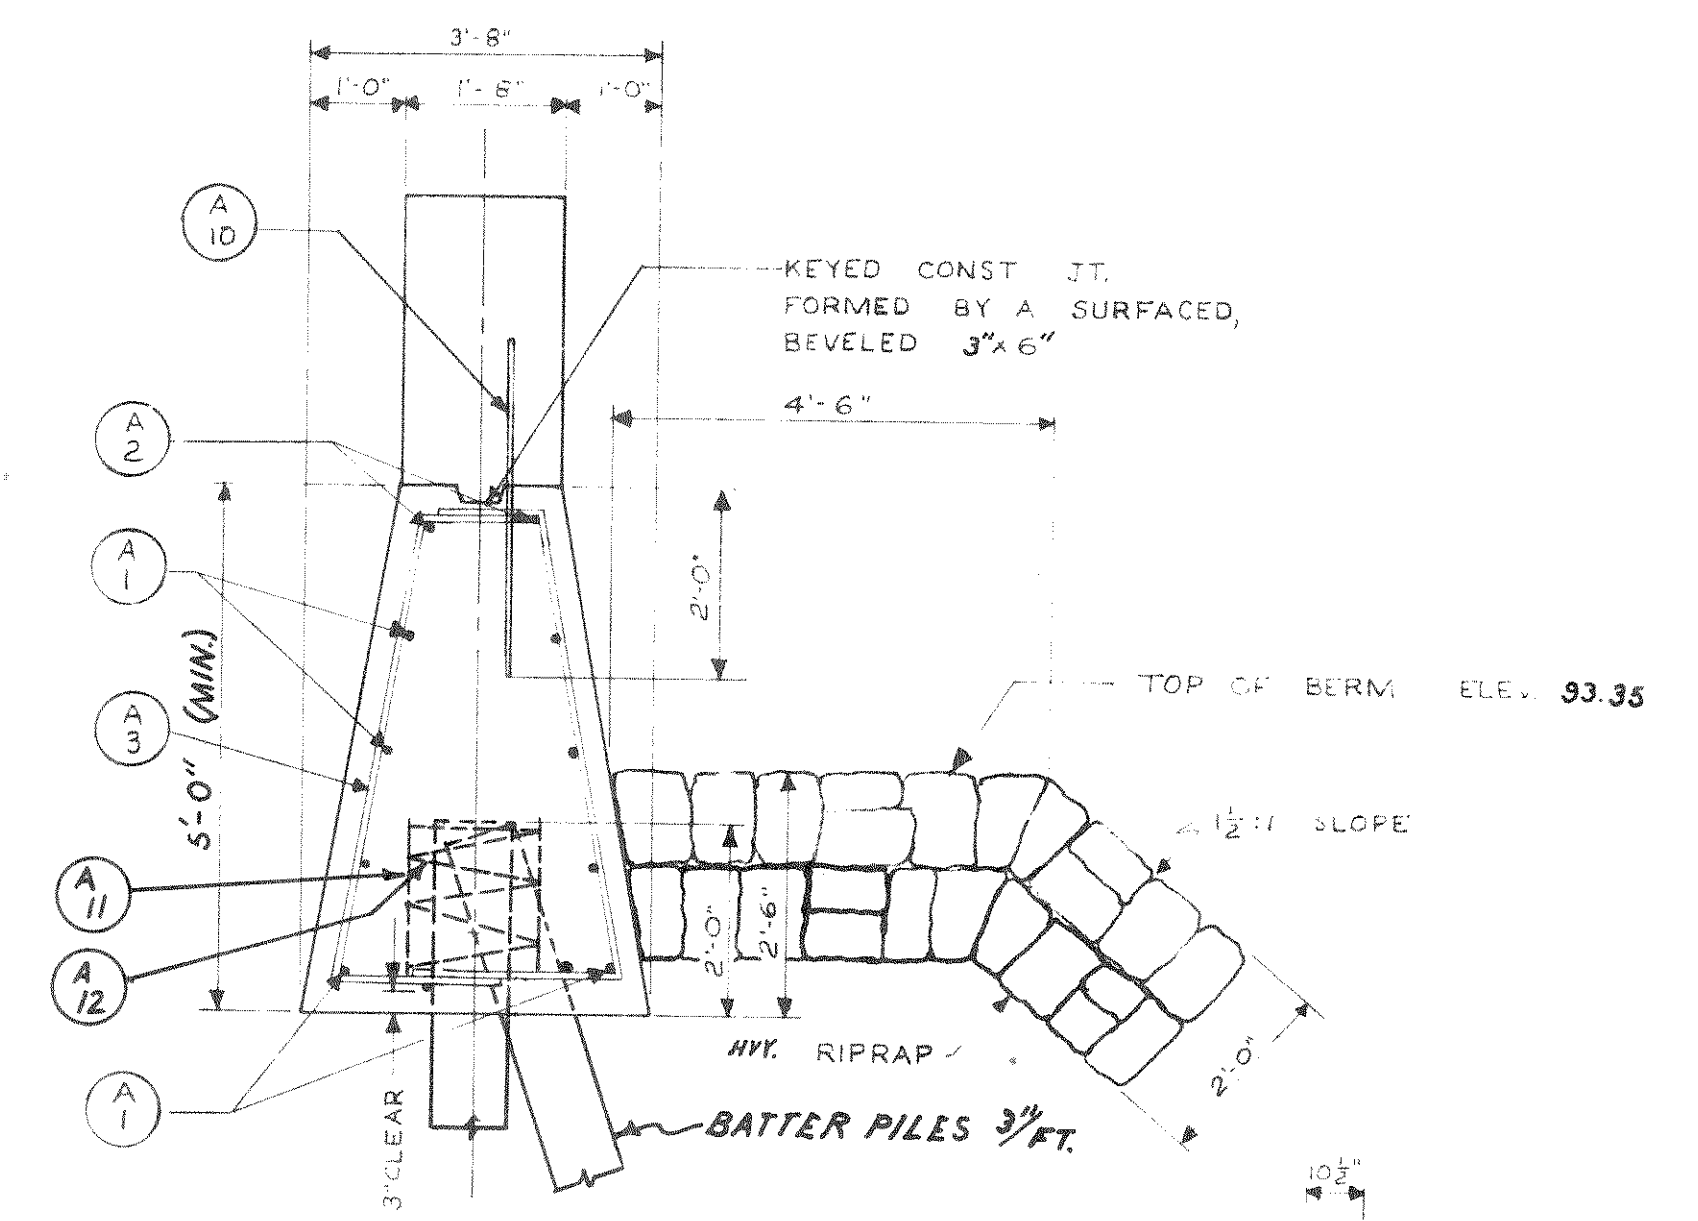 3'-8"
1'-0" 1'-8" 1'-0"
A
10
KEYED CONST JT.
FORMED BY A SURFACED,
BEVELED 3"x 6"
4'-6"
A
2
A
1
2'-0"
5'-0" (MIN.)
TOP OF BERM ELEV. 93.35
A
3
1½:1 SLOPE
A
11
2'-0"
2'-6"
A
12
HVY. RIPRAP
2'-0"
A
1
3" CLEAR
BATTER PILES 3"/FT.
10½"